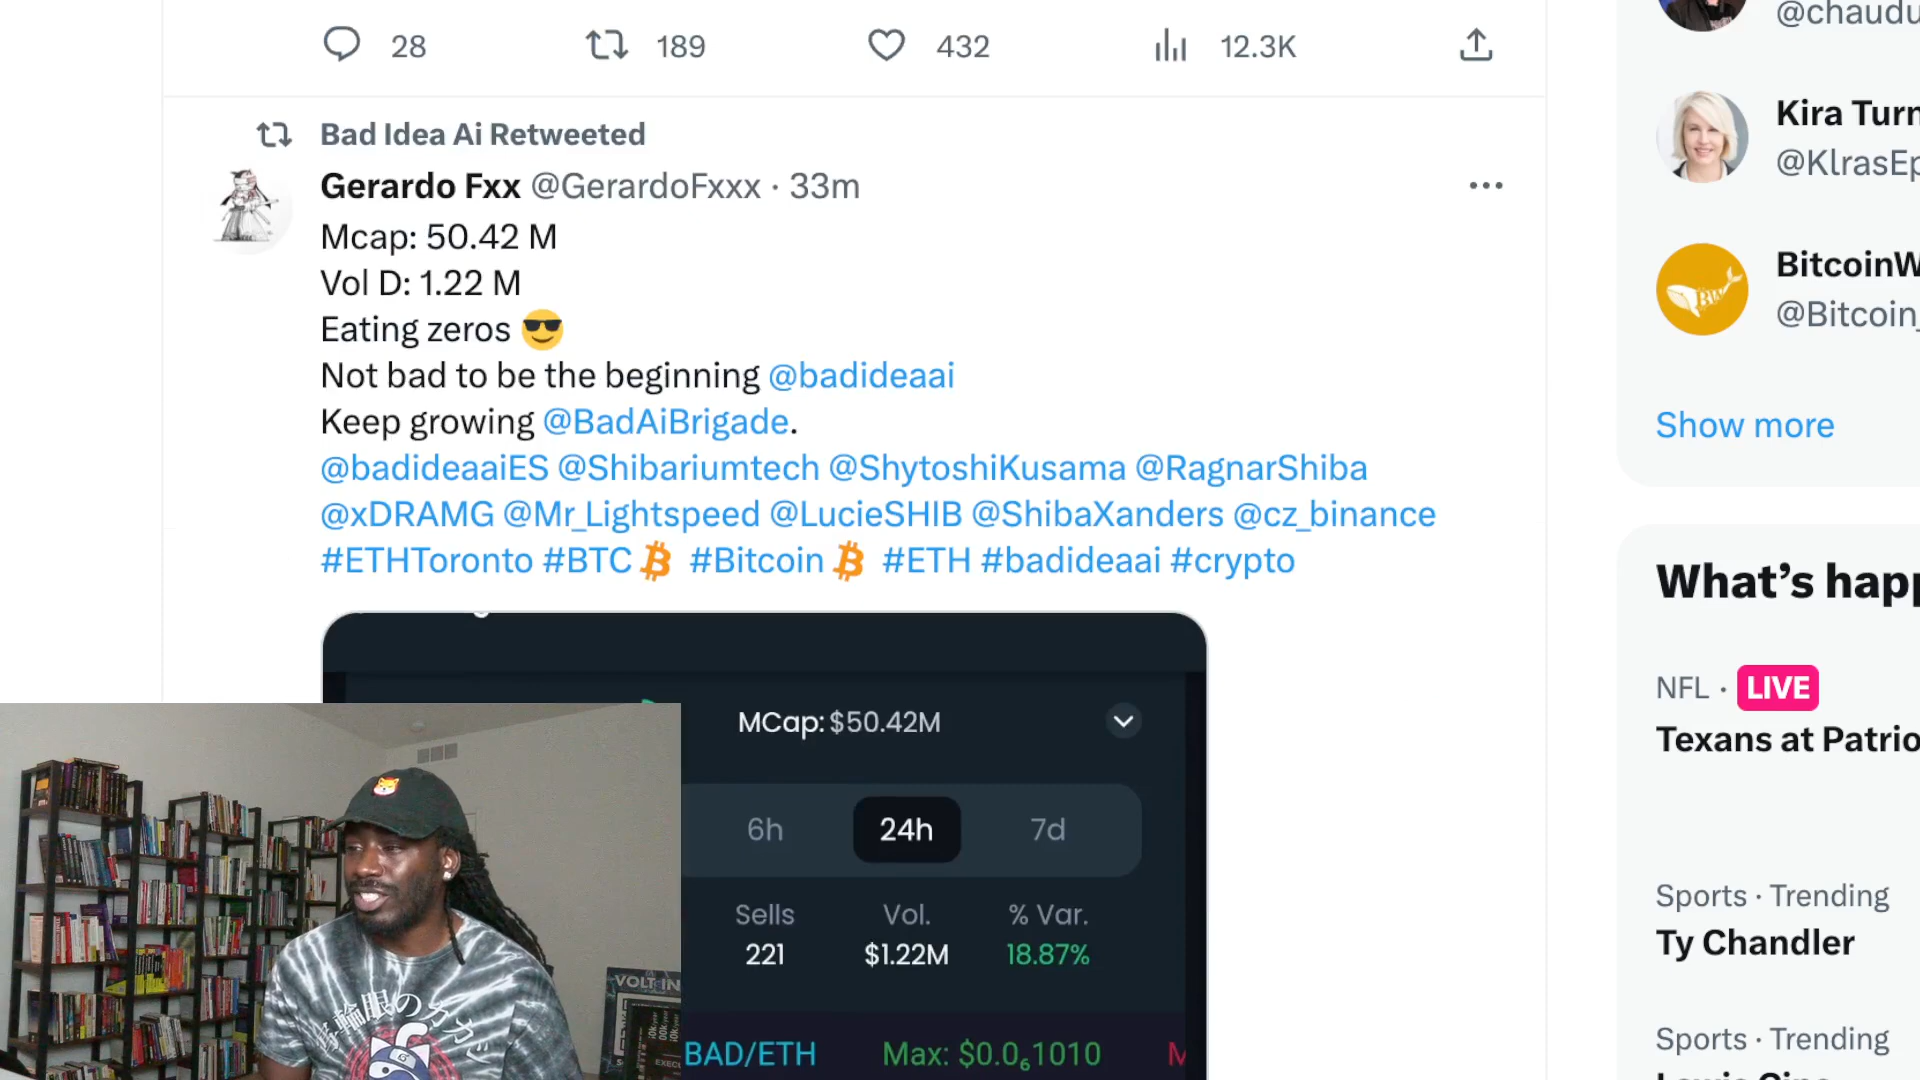 28 189 432 12.3K
Bad Idea Ai Retweeted
Gerardo Fxx @GerardoFxxx · 33m
Mcap: 50.42 M
Vol D: 1.22 M
Eating zeros 😎
Not bad to be the beginning @badideaai
Keep growing @BadAiBrigade.
@badideaaiES @Shibariumtech @ShytoshiKusama @RagnarShiba
@xDRAMG @Mr_Lightspeed @LucieSHIB @ShibaXanders @cz_binance
#ETHToronto #BTC #Bitcoin #ETH #badideaai #crypto
MCap: $50.42M
6h 24h 7d
Sells Vol. % Var.
221 $1.22M 18.87%
BAD/ETH Max: $0.0₆1010 M
VOLT IN
@chaudu
Kira Turn
@KlrasEp
BitcoinW
@Bitcoin_
Show more
What's happ
NFL · LIVE
Texans at Patrio
Sports · Trending
Ty Chandler
Sports · Trending